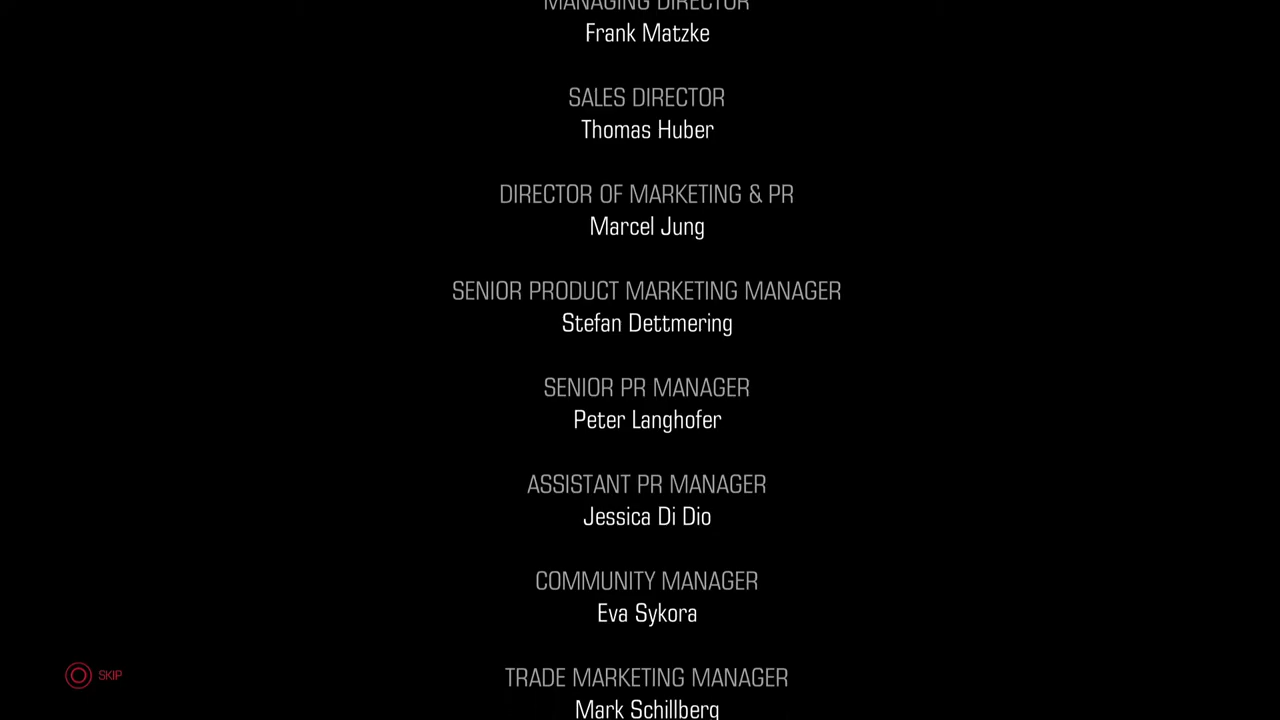 MANAGING DIRECTOR
Frank Matzke
SALES DIRECTOR
Thomas Huber
DIRECTOR OF MARKETING & PR
Marcel Jung
SENIOR PRODUCT MARKETING MANAGER
Stefan Dettmering
SENIOR PR MANAGER
Peter Langhofer
ASSISTANT PR MANAGER
Jessica Di Dio
COMMUNITY MANAGER
Eva Sykora
SKIP
TRADE MARKETING MANAGER
Mark Schillberg